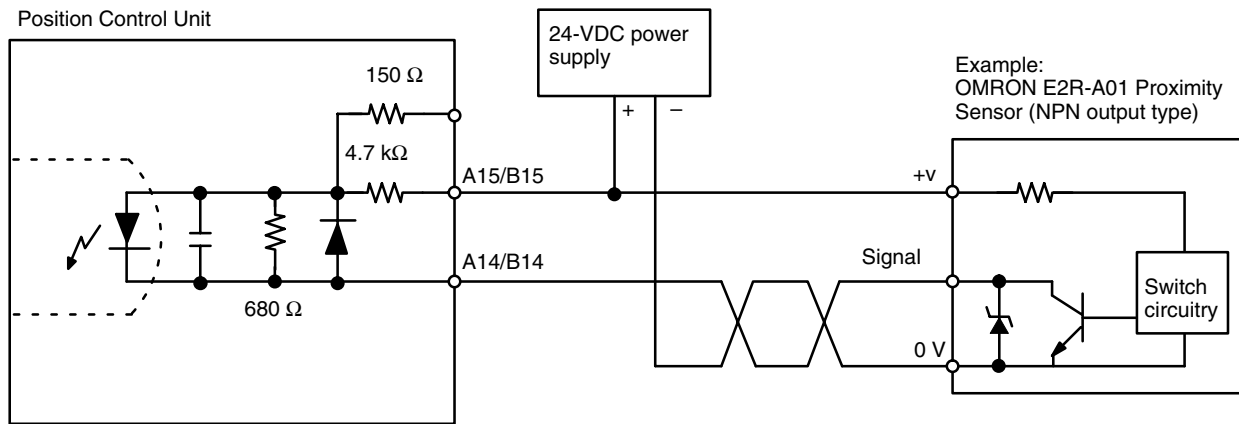 Position Control Unit
24-VDC power
supply
Example:
OMRON E2R-A01 Proximity
Sensor (NPN output type)
150 Ω
+
−
4.7 kΩ
A15/B15
+v
A14/B14
Signal
Switch
circuitry
680 Ω
0 V